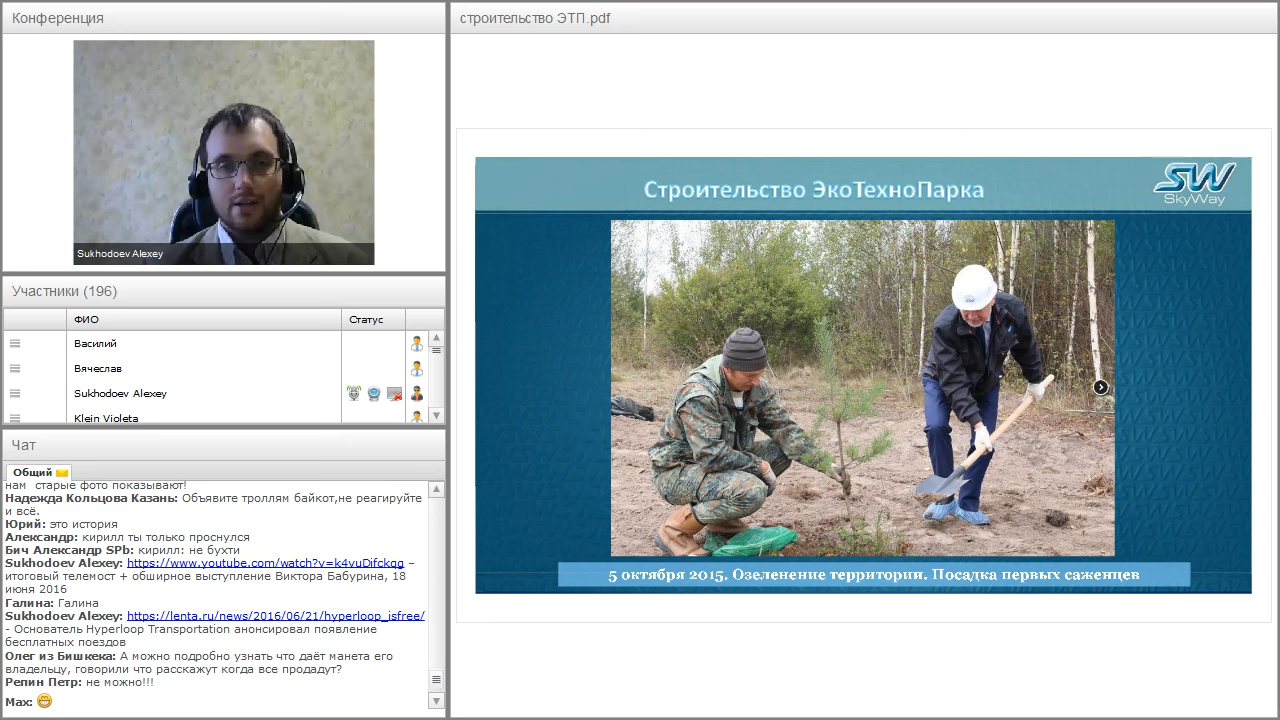 Конференция
Sukhodoev Alexey
Участники (196)
ФИО
Статус
Василий
Вячеслав
Sukhodoev Alexey
Klein Violeta
Чат
Общий
нам старые фото показывают!
Надежда Кольцова Казань: Объявите троллям байкот,не реагируйте
и всё.
Юрий: это история
Александр: кирилл ты только проснулся
Бич Александр SPb: кирилл: не бухти
Sukhodoev Alexey: https://www.youtube.com/watch?v=k4vuDifckqg –
итоговый телемост + обширное выступление Виктора Бабурина, 18
июня 2016
Галина: Галина
Sukhodoev Alexey: https://lenta.ru/news/2016/06/21/hyperloop_isfree/
- Основатель Hyperloop Transportation анонсировал появление
бесплатных поездов
Олег из Бишкека: А можно подробно узнать что даёт манета его
владельцу, говорили что расскажут когда все продадут?
Репин Петр: не можно!!!
Max:
строительство ЭТП.pdf
Строительство ЭкоТехноПарка
SW
SkyWay
5 октября 2015. Озеленение территории. Посадка первых саженцев